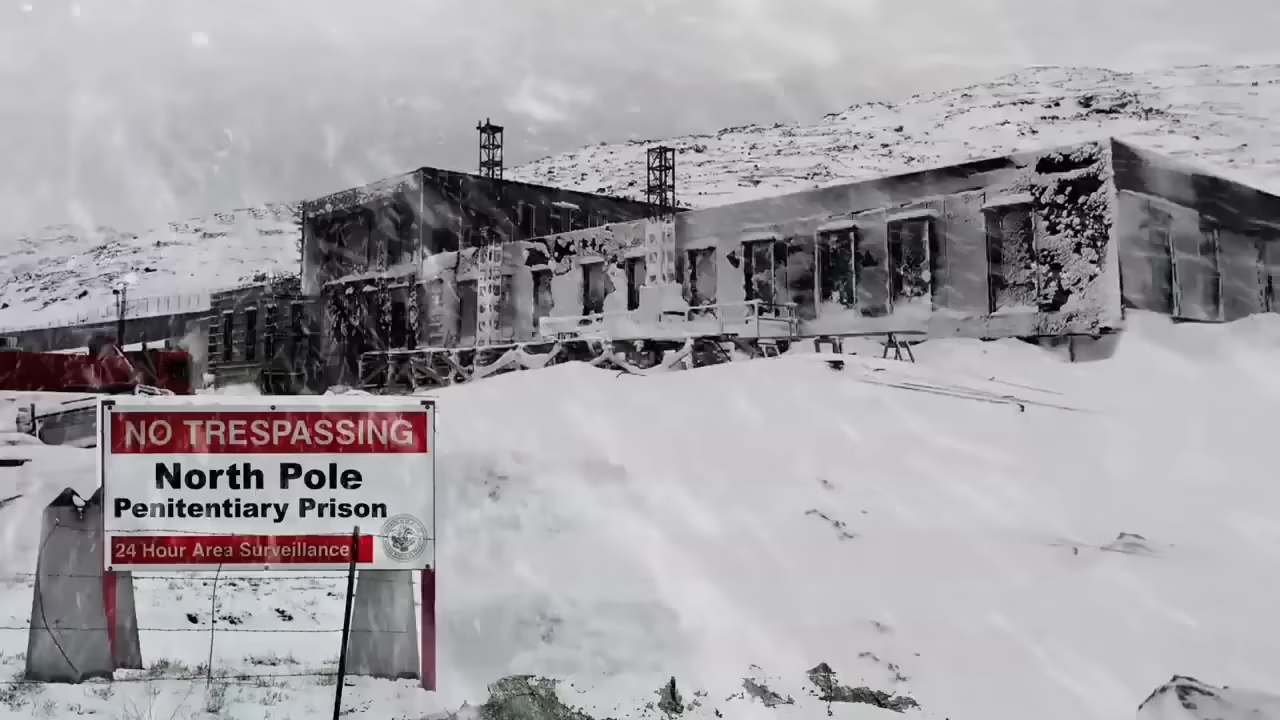 NO TRESPASSING
North Pole
Penitentiary Prison
24 Hour Area Surveillance